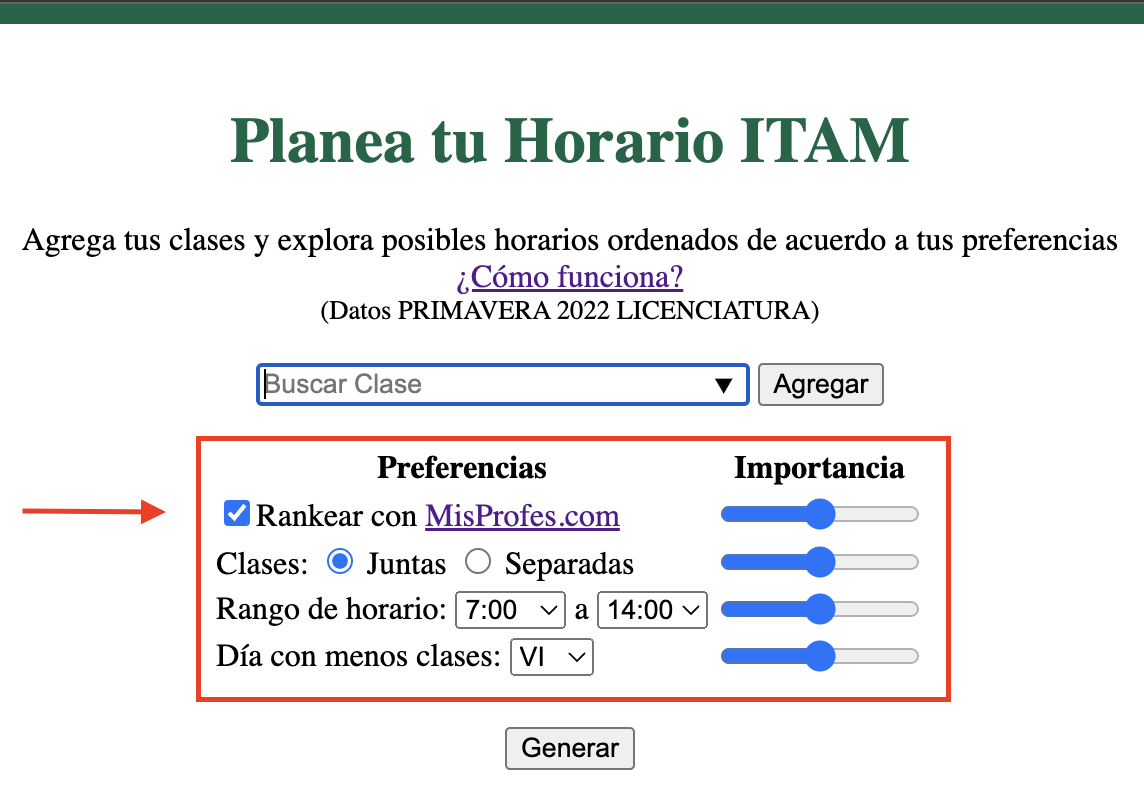 Planea tu Horario ITAM
Agrega tus clases y explora posibles horarios ordenados de acuerdo a tus preferencias
¿Cómo funciona?
(Datos PRIMAVERA 2022 LICENCIATURA)
Buscar Clase ▼ Agregar
Preferencias Importancia
Rankear con MisProfes.com
Clases: Juntas Separadas
Rango de horario: 7:00 a 14:00
Día con menos clases: VI
Generar